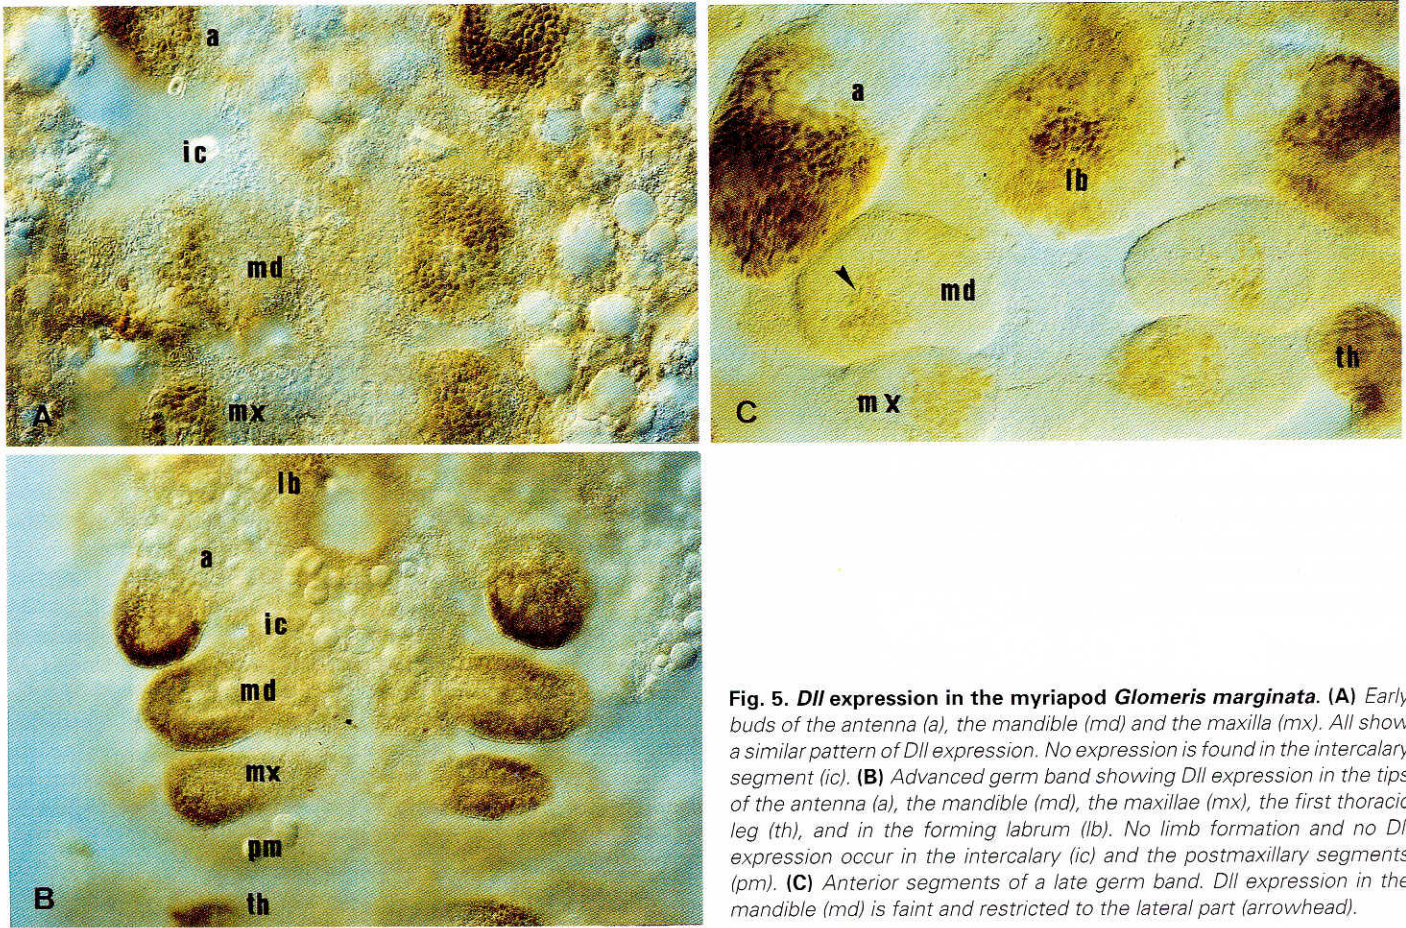 a
ic
md
A
mx
a
lb
md
th
C
mx
lb
a
ic
md
mx
pm
B
th
Fig. 5. Dll expression in the myriapod Glomeris marginata. (A) Early
buds of the antenna (a), the mandible (md) and the maxilla (mx). All show
a similar pattern of Dll expression. No expression is found in the intercalary
segment (ic). (B) Advanced germ band showing Dll expression in the tips
of the antenna (a), the mandible (md), the maxillae (mx), the first thoracic
leg (th), and in the forming labrum (lb). No limb formation and no Dl
expression occur in the intercalary (ic) and the postmaxillary segments
(pm). (C) Anterior segments of a late germ band. Dll expression in the
mandible (md) is faint and restricted to the lateral part (arrowhead).